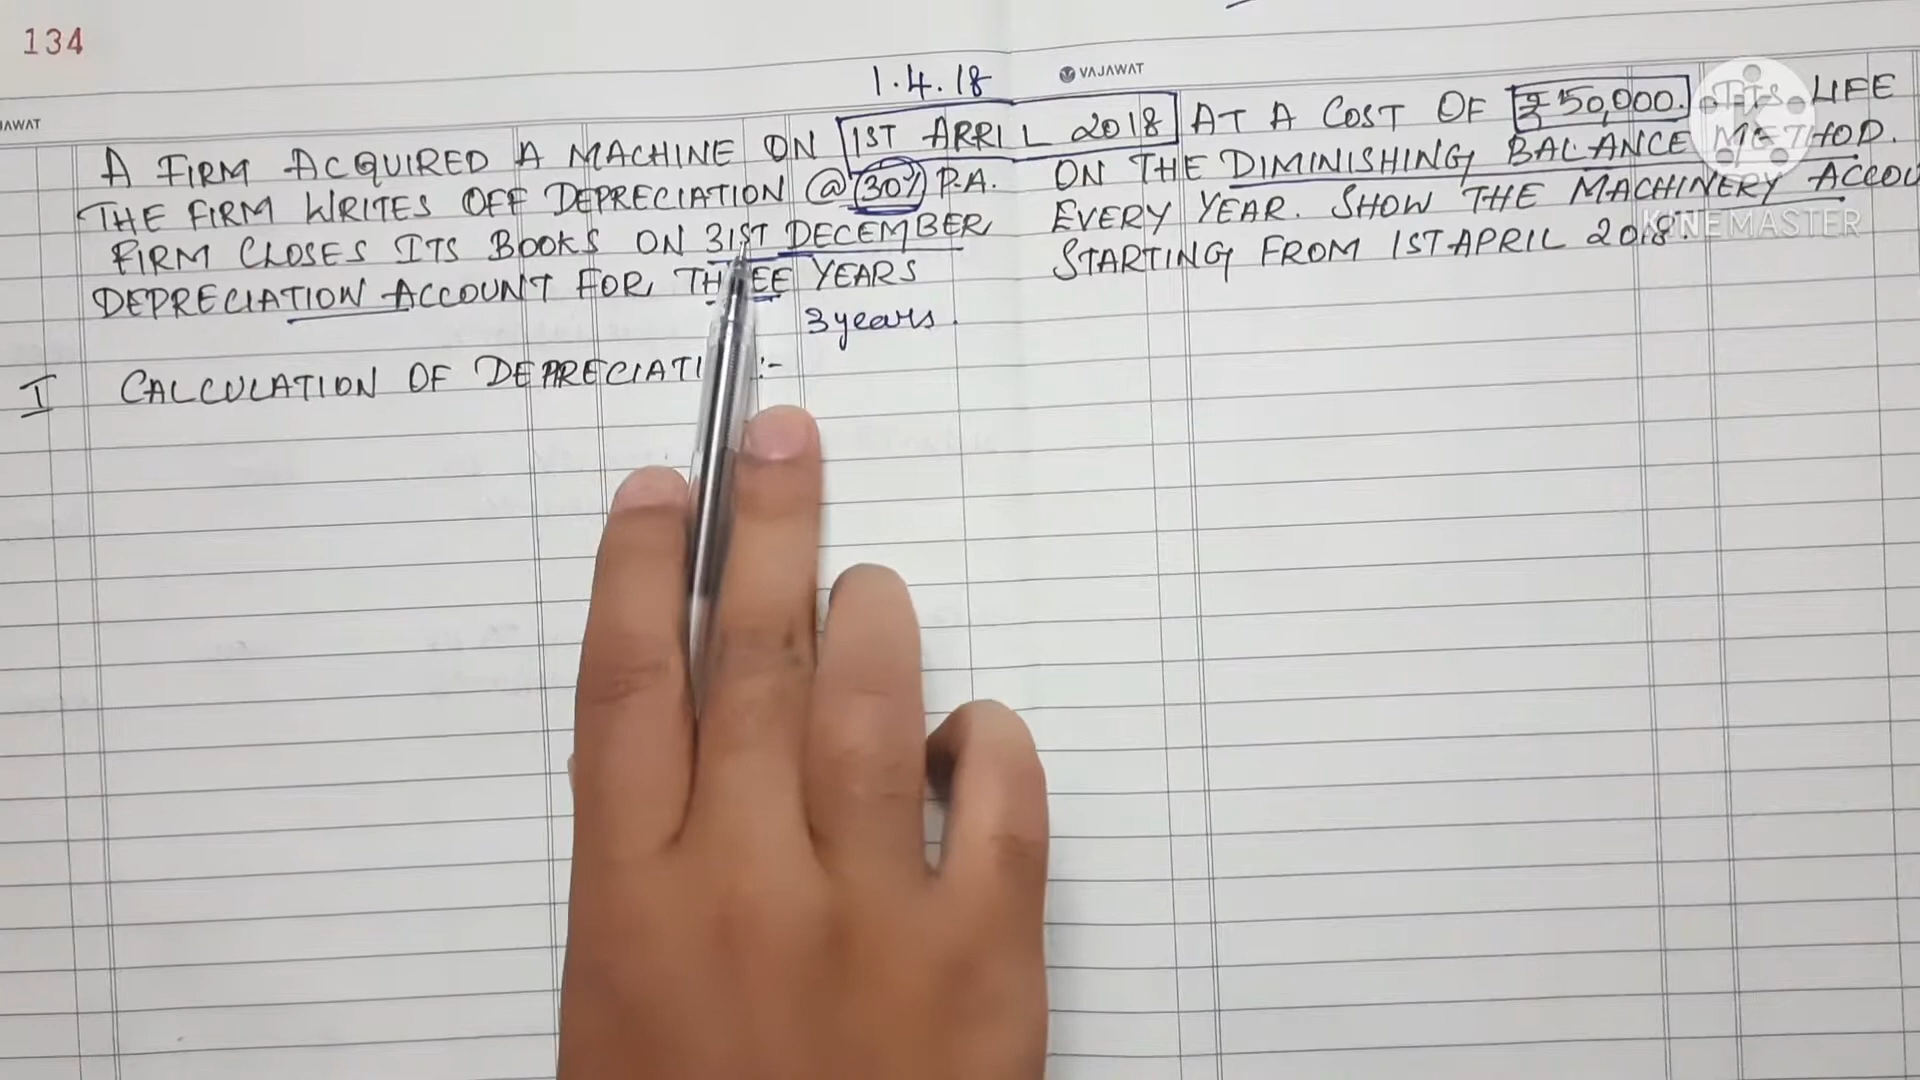 134
1.4.18
VAJAWAT
AWAT
A FIRM ACQUIRED A MACHINE ON 1ST ARRIL 2018 AT A COST OF ₹50,000. ITS LIFE
THE FIRM WRITES OFF DEPRECIATION @ 30% P.A. ON THE DIMINISHING BALANCE METHOD.
FIRM CLOSES ITS BOOKS ON 31ST DECEMBER EVERY YEAR. SHOW THE MACHINERY ACCOU
DEPRECIATION ACCOUNT FOR THREE YEARS STARTING FROM 1ST APRIL 2018.
KINEMASTER
3 years.
I CALCULATION OF DEPRECIATI :-